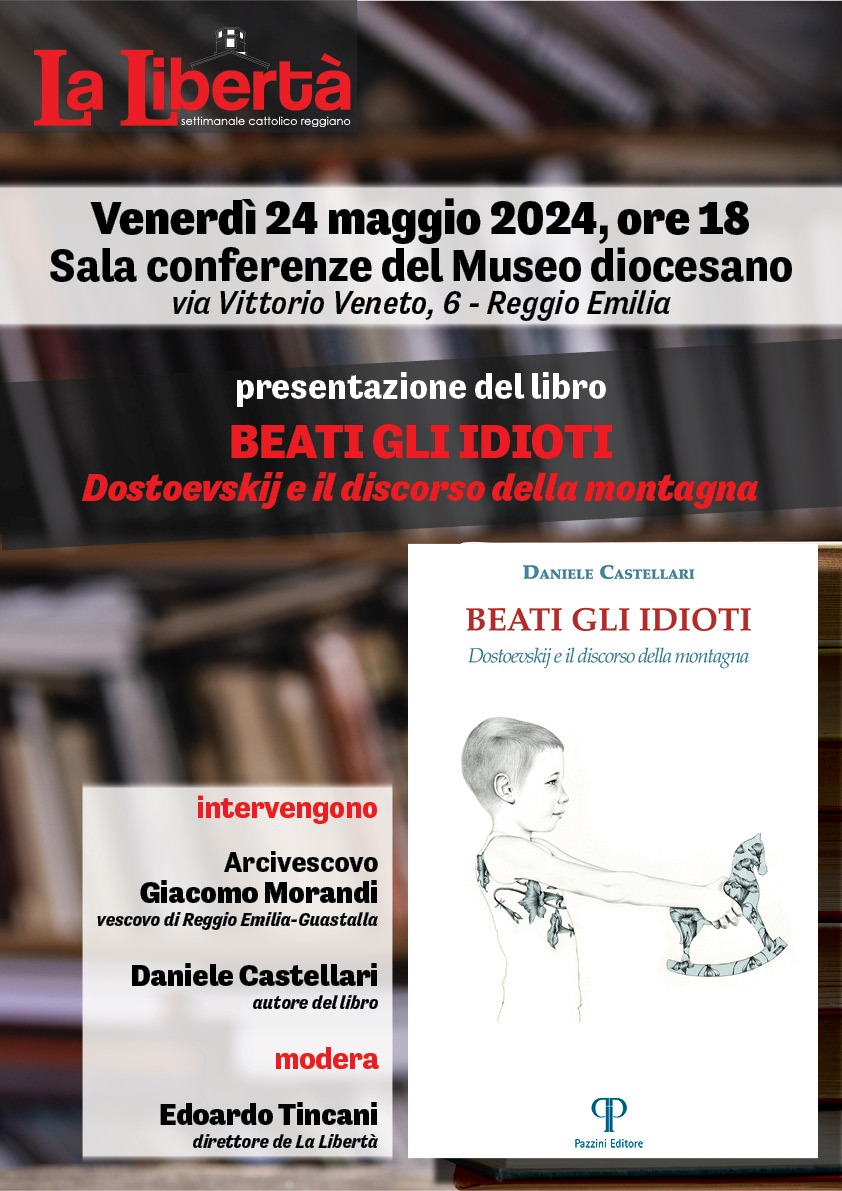 La Libertà
settimanale cattolico reggiano
Venerdì 24 maggio 2024, ore 18
Sala conferenze del Museo diocesano
via Vittorio Veneto, 6 - Reggio Emilia
presentazione del libro
BEATI GLI IDIOTI
Dostoevskij e il discorso della montagna
intervengono
Arcivescovo
Giacomo Morandi
vescovo di Reggio Emilia-Guastalla
Daniele Castellari
autore del libro
modera
Edoardo Tincani
direttore de La Libertà
Daniele Castellari
BEATI GLI IDIOTI
Dostoevskij e il discorso della montagna
Pazzini Editore